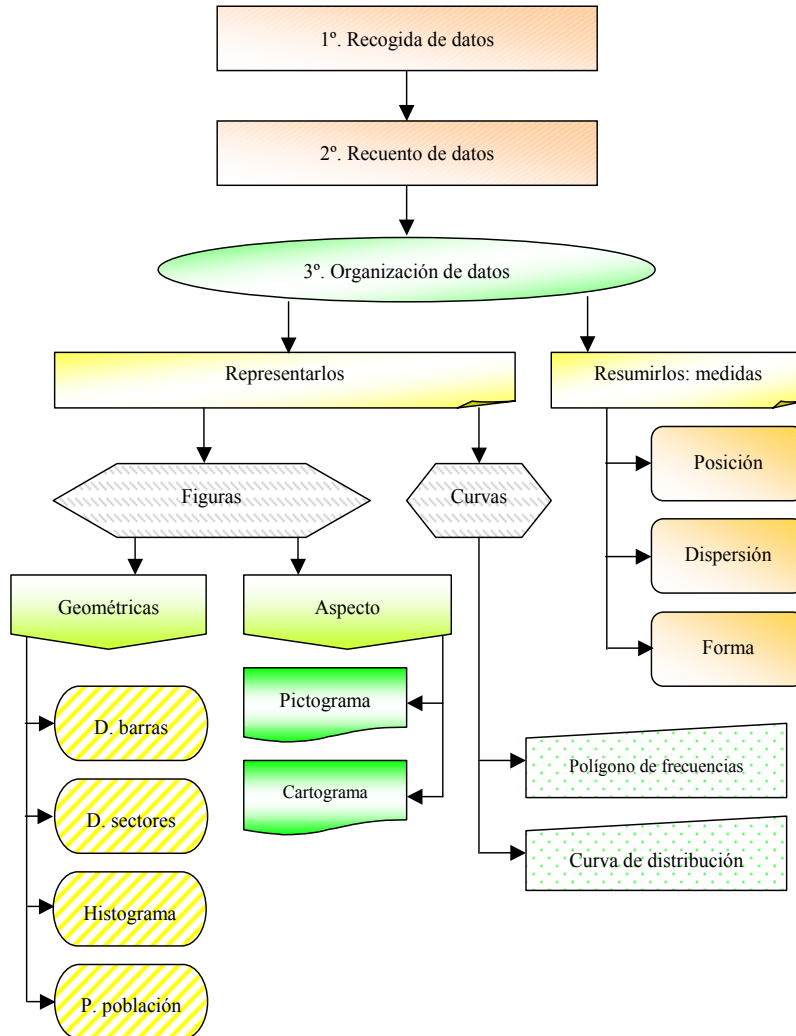 1º. Recogida de datos
2º. Recuento de datos
3º. Organización de datos
Representarlos
Resumirlos: medidas
Posición
Figuras
Curvas
Dispersión
Geométricas
Aspecto
Forma
Pictograma
D. barras
Polígono de frecuencias
Cartograma
D. sectores
Curva de distribución
Histograma
P. población